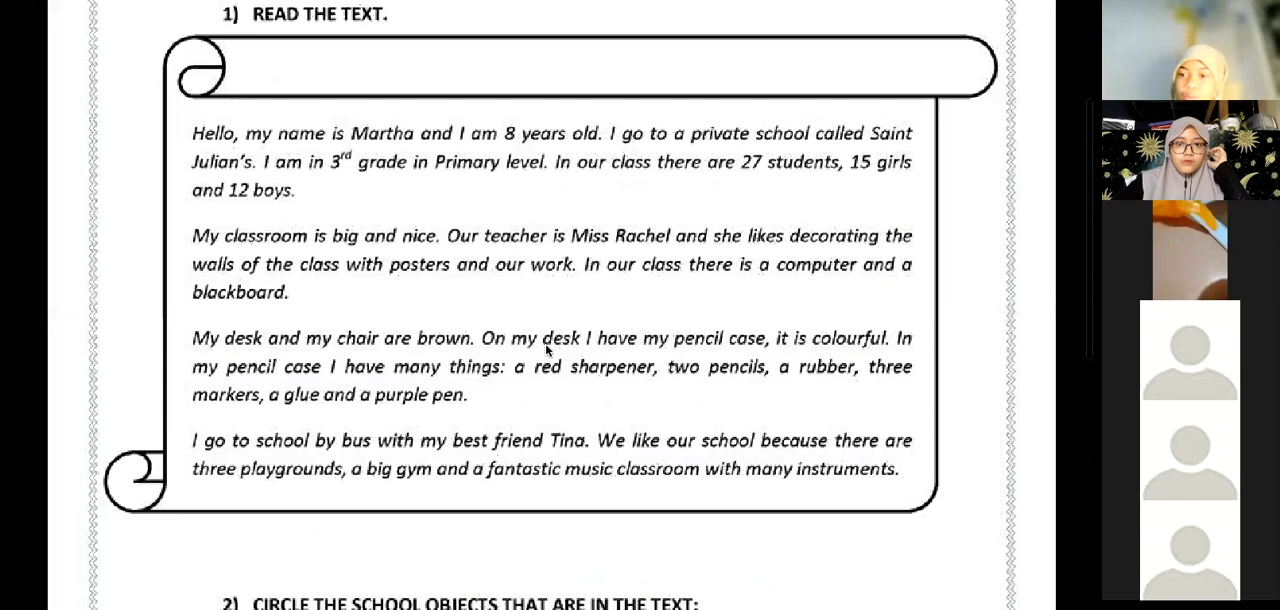 1) READ THE TEXT.
Hello, my name is Martha and I am 8 years old. I go to a private school called Saint
Julian's. I am in 3rd grade in Primary level. In our class there are 27 students, 15 girls
and 12 boys.
My classroom is big and nice. Our teacher is Miss Rachel and she likes decorating the
walls of the class with posters and our work. In our class there is a computer and a
blackboard.
My desk and my chair are brown. On my desk I have my pencil case, it is colourful. In
my pencil case I have many things: a red sharpener, two pencils, a rubber, three
markers, a glue and a purple pen.
I go to school by bus with my best friend Tina. We like our school because there are
three playgrounds, a big gym and a fantastic music classroom with many instruments.
2) CIRCLE THE SCHOOL OBJECTS THAT ARE IN THE TEXT: